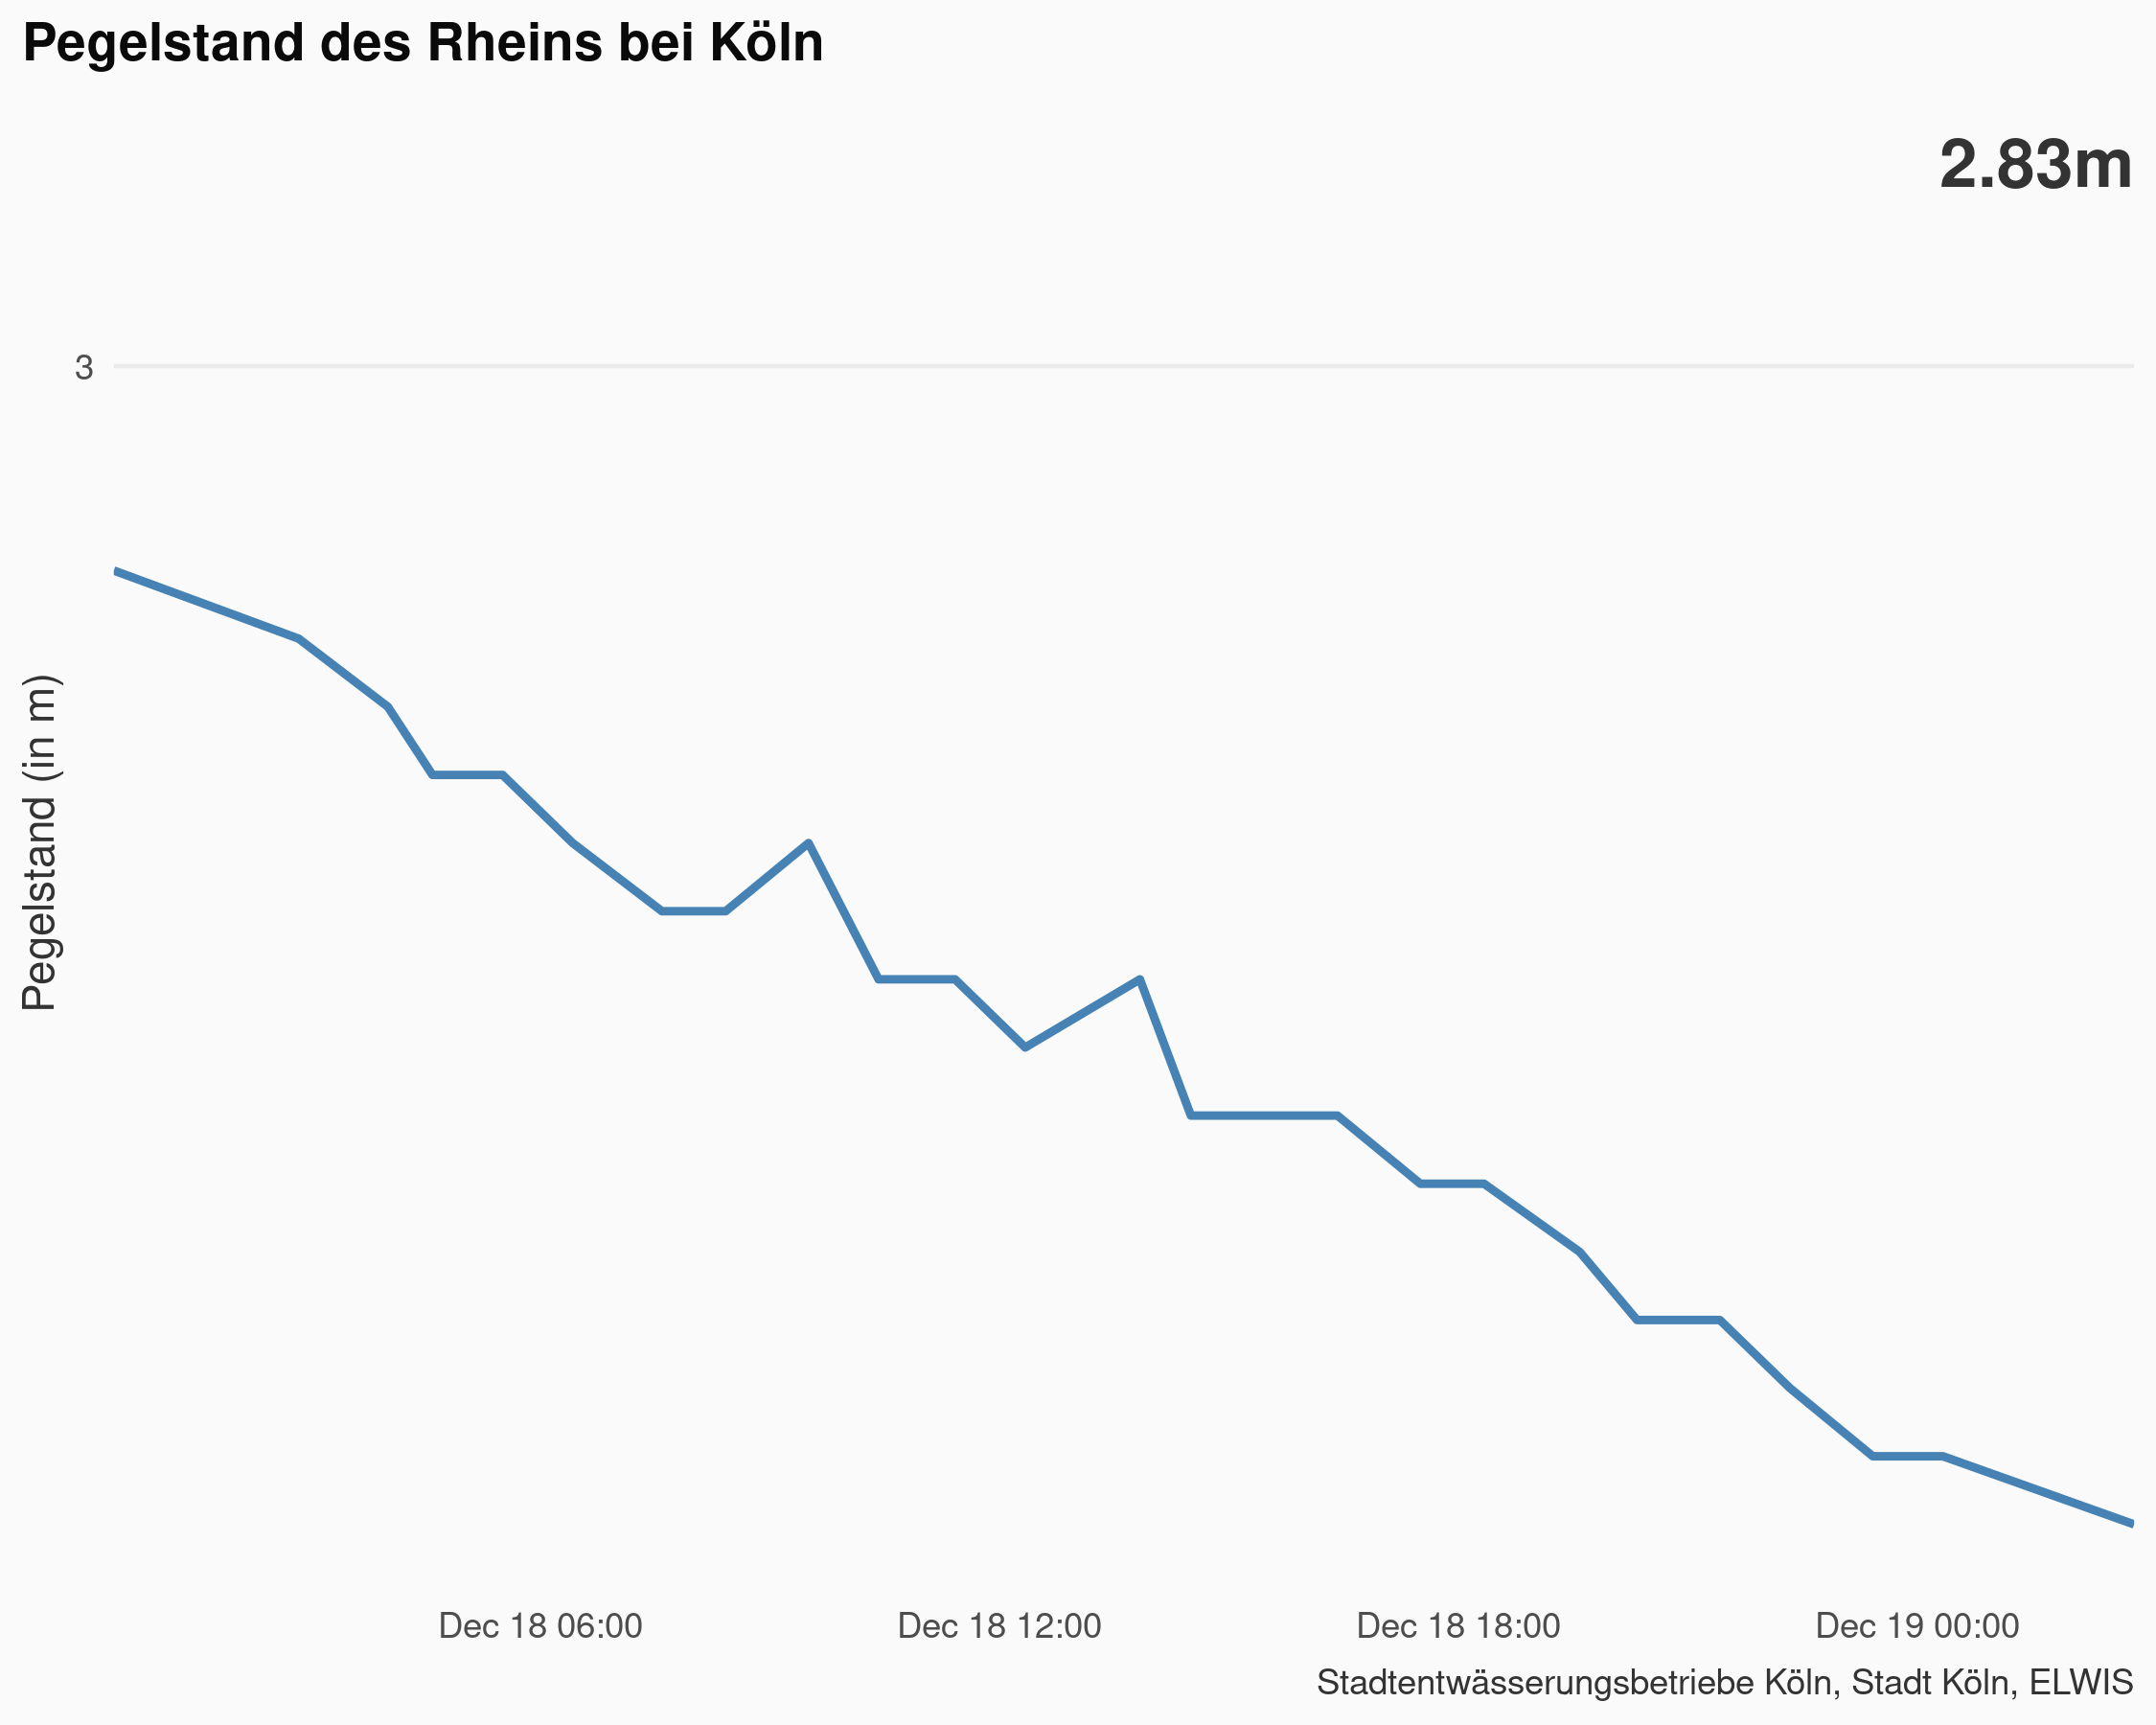 Pegelstand des Rheins bei Köln
2.83m
3
Pegelstand (in m)
Dec 18 06:00
Dec 18 12:00
Dec 18 18:00
Dec 19 00:00
Stadtentwässerungsbetriebe Köln, Stadt Köln, ELWIS